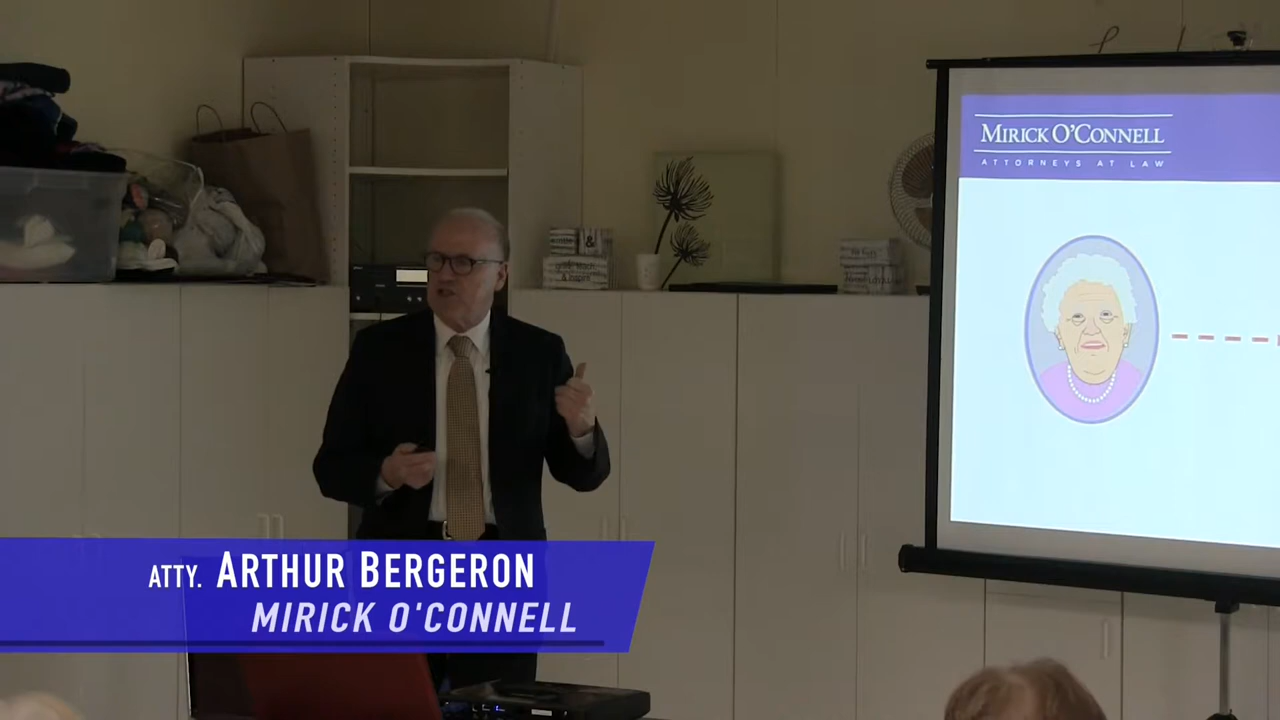 MIRICK O'CONNELL
ATTORNEYS AT LAW
ATTY. ARTHUR BERGERON
MIRICK O'CONNELL